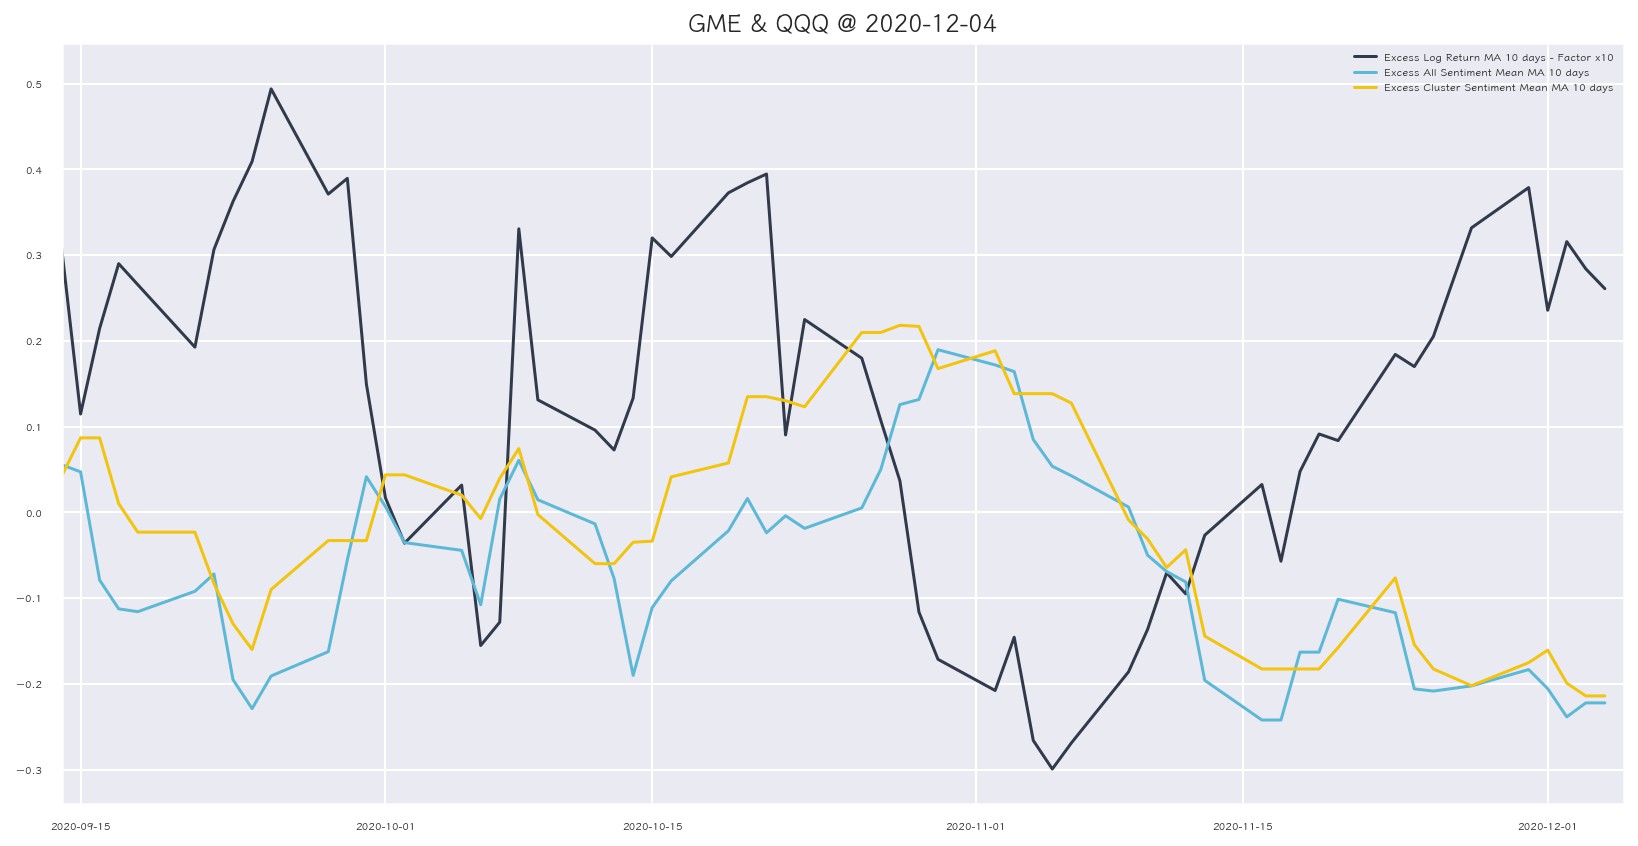 GME & QQQ @ 2020-12-04
Excess Log Return MA 10 days - Factor x10
Excess All Sentiment Mean MA 10 days
Excess Cluster Sentiment Mean MA 10 days
0.5
0.4
0.3
0.2
0.1
0.0
−0.1
−0.2
−0.3
2020-09-15 2020-10-01 2020-10-15 2020-11-01 2020-11-15 2020-12-01